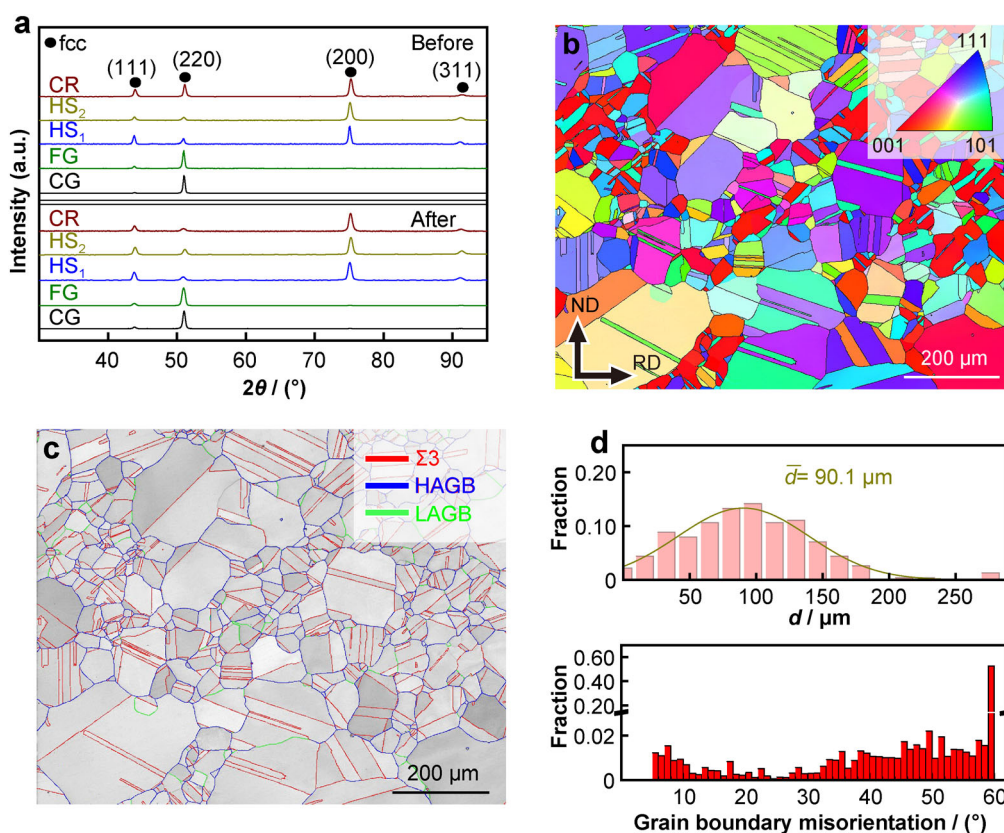 a
fcc
Before
(111)
(220)
(200)
(311)
CR
HS2
HS1
FG
CG
After
CR
HS2
HS1
FG
CG
Intensity (a.u.)
40 50 60 70 80 90
2θ / (°)
b
111
001 101
ND
RD
200 µm
c
Σ3
HAGB
LAGB
200 µm
d
0.20
0.10
0
Fraction
d̅= 90.1 µm
50 100 150 200 250
d / µm
0.60
0.40
0.20
0.02
0
Fraction
10 20 30 40 50 60
Grain boundary misorientation / (°)